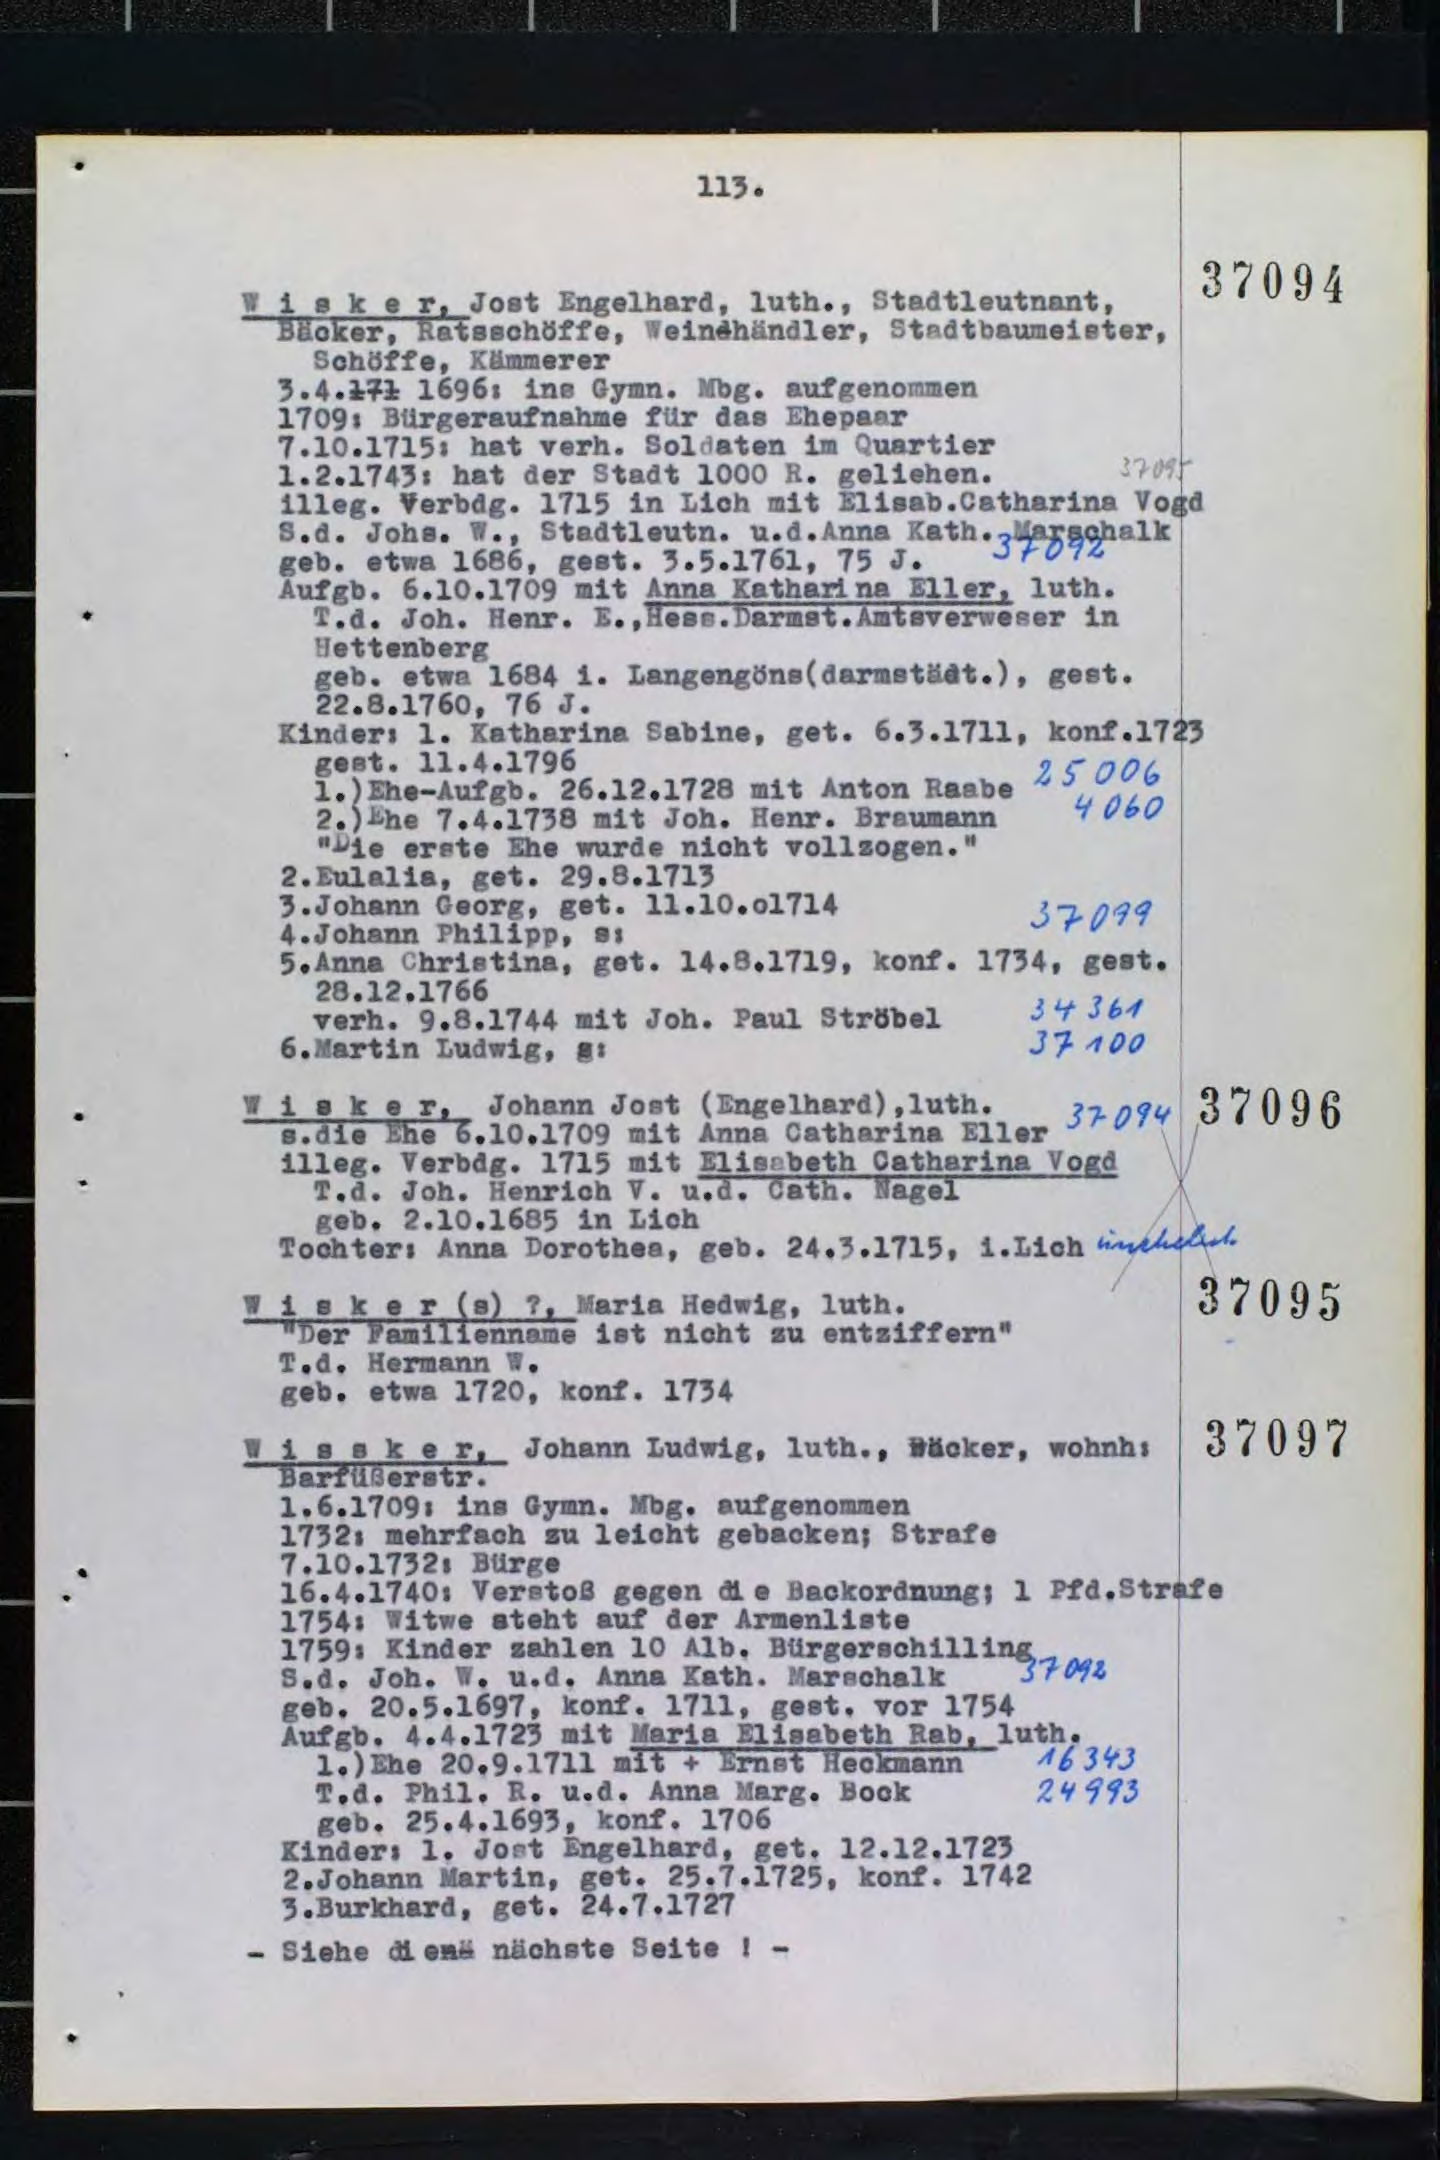 113.
37094
W i s k e r, Jost Engelhard, luth., Stadtleutnant,
Bäcker, Ratsschöffe, Weinhändler, Stadtbaumeister,
Schöffe, Kämmerer
3.4.171 1696: ins Gymn. Mbg. aufgenommen
1709: Bürgeraufnahme für das Ehepaar
7.10.1715: hat verh. Soldaten im Quartier
1.2.1743: hat der Stadt 1000 R. geliehen. 37095
illeg. Verbdg. 1715 in Lich mit Elisab.Catharina Vogd
S.d. Johs. W., Stadtleutn. u.d.Anna Kath. Marschalk
geb. etwa 1686, gest. 3.5.1761, 75 J. 37092
Aufgb. 6.10.1709 mit Anna Katharina Eller, luth.
T.d. Joh. Henr. E.,Hess.Darmst.Amtsverweser in
Hettenberg
geb. etwa 1684 i. Langengöns(darmstädt.), gest.
22.8.1760, 76 J.
Kinder: 1. Katharina Sabine, get. 6.3.1711, konf.1723
gest. 11.4.1796
1.)Ehe-Aufgb. 26.12.1728 mit Anton Raabe 25006
2.)Ehe 7.4.1738 mit Joh. Henr. Braumann 4060
"Die erste Ehe wurde nicht vollzogen."
2.Eulalia, get. 29.8.1713
3.Johann Georg, get. 11.10.o1714
4.Johann Philipp, s: 37099
5.Anna Christina, get. 14.8.1719, konf. 1734, gest.
28.12.1766
verh. 9.8.1744 mit Joh. Paul Ströbel 34361
6.Martin Ludwig, s: 37100
W i s k e r, Johann Jost (Engelhard),luth. 37096
s.die Ehe 6.10.1709 mit Anna Catharina Eller 37094
illeg. Verbdg. 1715 mit Elisabeth Catharina Vogd
T.d. Joh. Henrich V. u.d. Cath. Nagel
geb. 2.10.1685 in Lich
Tochter: Anna Dorothea, geb. 24.3.1715, i.Lich unehelich
W i s k e r (s) ?, Maria Hedwig, luth. 37095
"Der Familienname ist nicht zu entziffern"
T.d. Hermann W.
geb. etwa 1720, konf. 1734
W i s s k e r, Johann Ludwig, luth., Bäcker, wohnh: 37097
Barfüßerstr.
1.6.1709: ins Gymn. Mbg. aufgenommen
1732: mehrfach zu leicht gebacken; Strafe
7.10.1732: Bürge
16.4.1740: Verstoß gegen die Backordnung; 1 Pfd.Strafe
1754: Witwe steht auf der Armenliste
1759: Kinder zahlen 10 Alb. Bürgerschilling
S.d. Joh. W. u.d. Anna Kath. Marschalk 37092
geb. 20.5.1697, konf. 1711, gest. vor 1754
Aufgb. 4.4.1723 mit Maria Elisabeth Rab, luth.
1.)Ehe 20.9.1711 mit + Ernst Heckmann 16343
T.d. Phil. R. u.d. Anna Marg. Bock 24993
geb. 25.4.1693, konf. 1706
Kinder: 1. Jost Engelhard, get. 12.12.1723
2.Johann Martin, get. 25.7.1725, konf. 1742
3.Burkhard, get. 24.7.1727
- Siehe die nächste Seite ! -